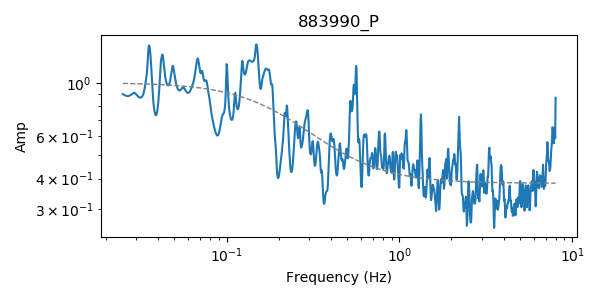 883990_P
Amp
10⁰
6 × 10⁻¹
4 × 10⁻¹
3 × 10⁻¹
10⁻¹
10⁰
10¹
Frequency (Hz)